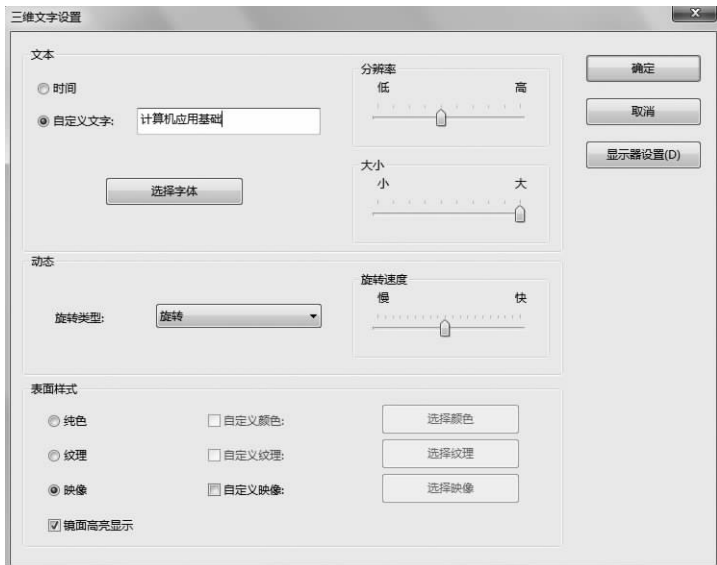 三维文字设置
文本
时间
自定义文字: 计算机应用基础
选择字体
分辨率
低 高
大小
小 大
确定
取消
显示器设置(D)
动态
旋转类型: 旋转
旋转速度
慢 快
表面样式
纯色 自定义颜色: 选择颜色
纹理 自定义纹理: 选择纹理
映像 自定义映像: 选择映像
镜面高亮显示